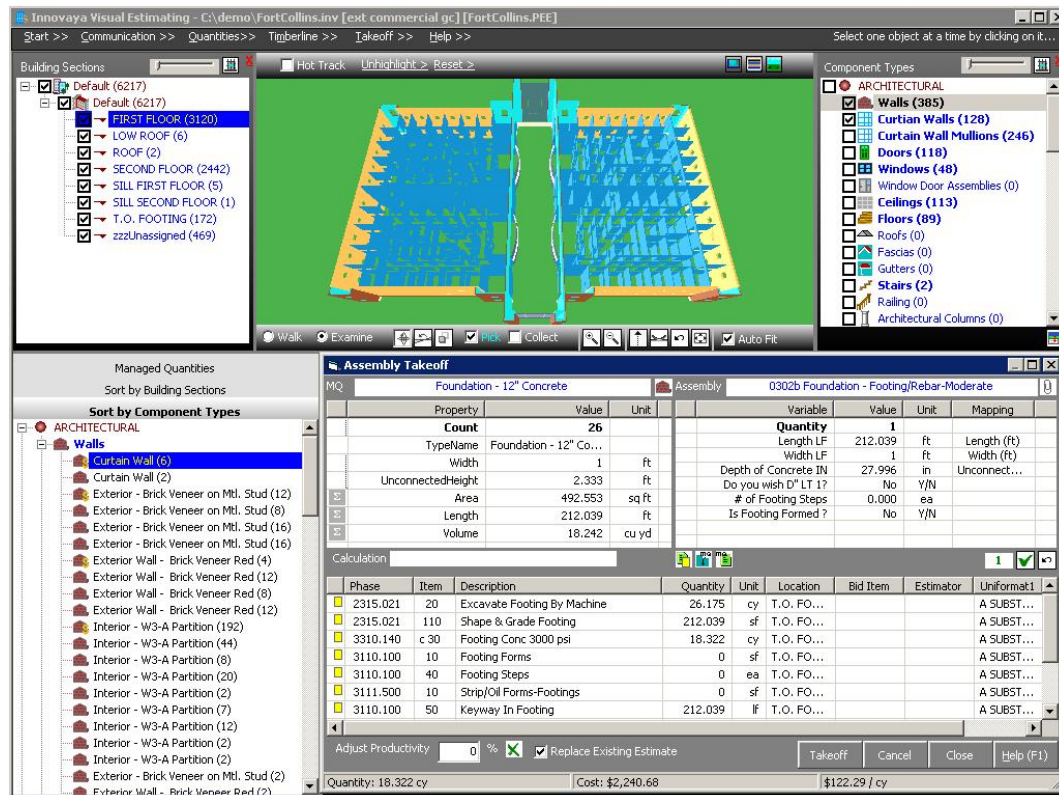 Innovaya Visual Estimating - C:\demo\FortCollins.inv [ext commercial gc] [FortCollins.PEE]
Start >> Communication >> Quantities>> Timberline >> Takeoff >> Help >> Select one object at a time by clicking on it...
Building Sections
Default (6217)
Default (6217)
FIRST FLOOR (3120)
LOW ROOF (6)
ROOF (2)
SECOND FLOOR (2442)
SILL FIRST FLOOR (5)
SILL SECOND FLOOR (1)
T.O. FOOTING (172)
zzzUnassigned (469)
Hot Track Unhighlight > Reset >
Walk Examine Pick Collect Auto Fit
Component Types
ARCHITECTURAL
Walls (385)
Curtian Walls (128)
Curtain Wall Mullions (246)
Doors (118)
Windows (48)
Window Door Assemblies (0)
Ceilings (113)
Floors (89)
Roofs (0)
Fascias (0)
Gutters (0)
Stairs (2)
Railing (0)
Architectural Columns (0)
Managed Quantities
Sort by Building Sections
Sort by Component Types
ARCHITECTURAL
Walls
Curtain Wall (6)
Curtain Wall (2)
Exterior - Brick Veneer on Mtl. Stud (12)
Exterior - Brick Veneer on Mtl. Stud (8)
Exterior - Brick Veneer on Mtl. Stud (16)
Exterior - Brick Veneer on Mtl. Stud (16)
Exterior Wall - Brick Veneer Red (4)
Exterior Wall - Brick Veneer Red (12)
Exterior Wall - Brick Veneer Red (8)
Exterior Wall - Brick Veneer Red (12)
Interior - W3-A Partition (192)
Interior - W3-A Partition (44)
Interior - W3-A Partition (8)
Interior - W3-A Partition (20)
Interior - W3-A Partition (2)
Interior - W3-A Partition (7)
Interior - W3-A Partition (12)
Interior - W3-A Partition (2)
Interior - W3-A Partition (2)
Interior - W3-A Partition (2)
Exterior - Brick Veneer on Mtl. Stud (2)
Exterior Wall - Brick Veneer Red (2)
Assembly Takeoff
MQ Foundation - 12" Concrete Assembly 0302b Foundation - Footing/Rebar-Moderate
Property Value Unit
Count 26
TypeName Foundation - 12" Co...
Width 1 ft
UnconnectedHeight 2.333 ft
Σ Area 492.553 sq ft
Σ Length 212.039 ft
Σ Volume 18.242 cu yd
Variable Value Unit Mapping
Quantity 1
Length LF 212.039 ft Length (ft)
Width LF 1 ft Width (ft)
Depth of Concrete IN 27.996 in Unconnect...
Do you wish D" LT 1? No Y/N
# of Footing Steps 0.000 ea
Is Footing Formed ? No Y/N
Calculation mq mq 1
Phase Item Description Quantity Unit Location Bid Item Estimator Uniformat1
2315.021 20 Excavate Footing By Machine 26.175 cy T.O. FO... A SUBST...
2315.021 110 Shape & Grade Footing 212.039 sf T.O. FO... A SUBST...
3310.140 c 30 Footing Conc 3000 psi 18.322 cy T.O. FO... A SUBST...
3110.100 10 Footing Forms 0 sf T.O. FO... A SUBST...
3110.100 40 Footing Steps 0 ea T.O. FO... A SUBST...
3111.500 10 Strip/Oil Forms-Footings 0 sf T.O. FO... A SUBST...
3110.100 50 Keyway In Footing 212.039 lf T.O. FO... A SUBST...
Adjust Productivity 0 % Replace Existing Estimate Takeoff Cancel Close Help (F1)
Quantity: 18.322 cy Cost: $2,240.68 $122.29 / cy